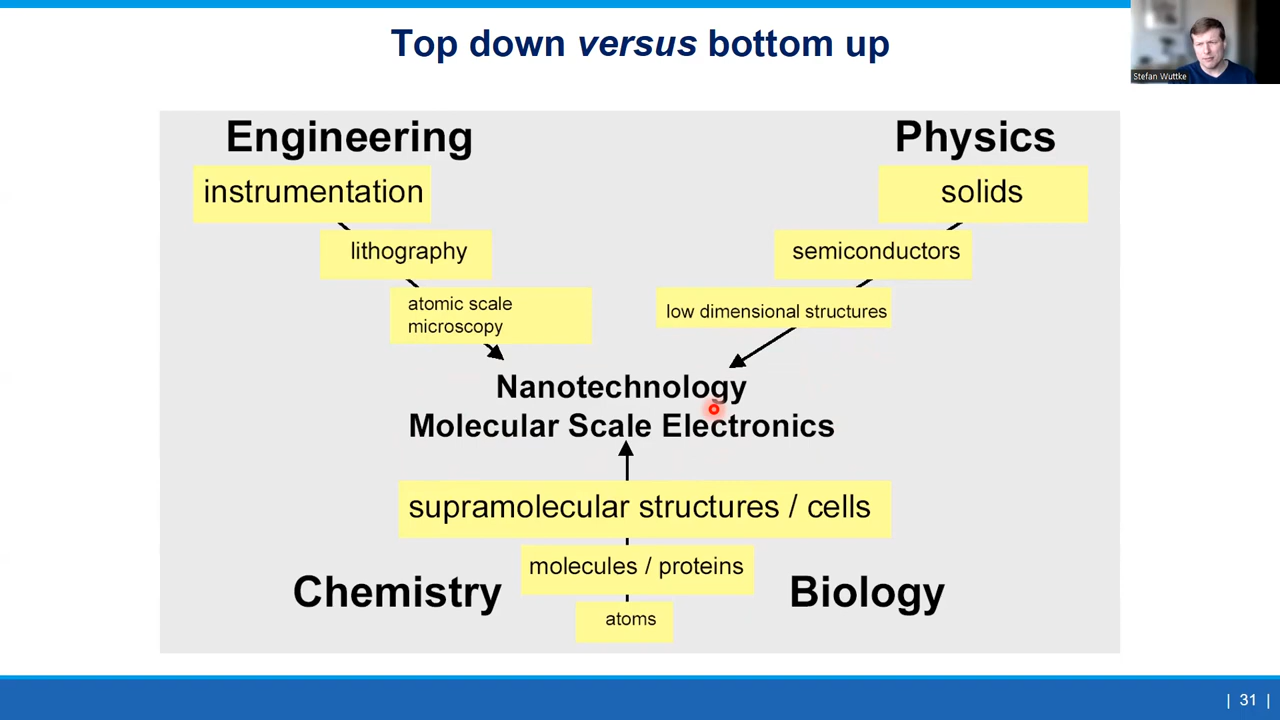 Top down versus bottom up
Stefan Wuttke
Engineering
Physics
instrumentation
solids
lithography
semiconductors
atomic scale
microscopy
low dimensional structures
Nanotechnology
Molecular Scale Electronics
supramolecular structures / cells
molecules / proteins
Chemistry
Biology
atoms
| 31 |